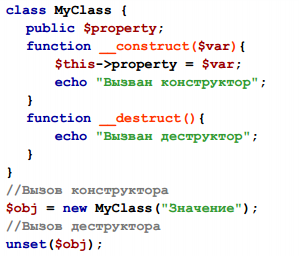 class MyClass {
public $property;
function __construct($var){
$this->property = $var;
echo "Вызван конструктор";
}
function __destruct(){
echo "Вызван деструктор";
}
}
//Вызов конструктора
$obj = new MyClass("Значение");
//Вызов деструктора
unset($obj);